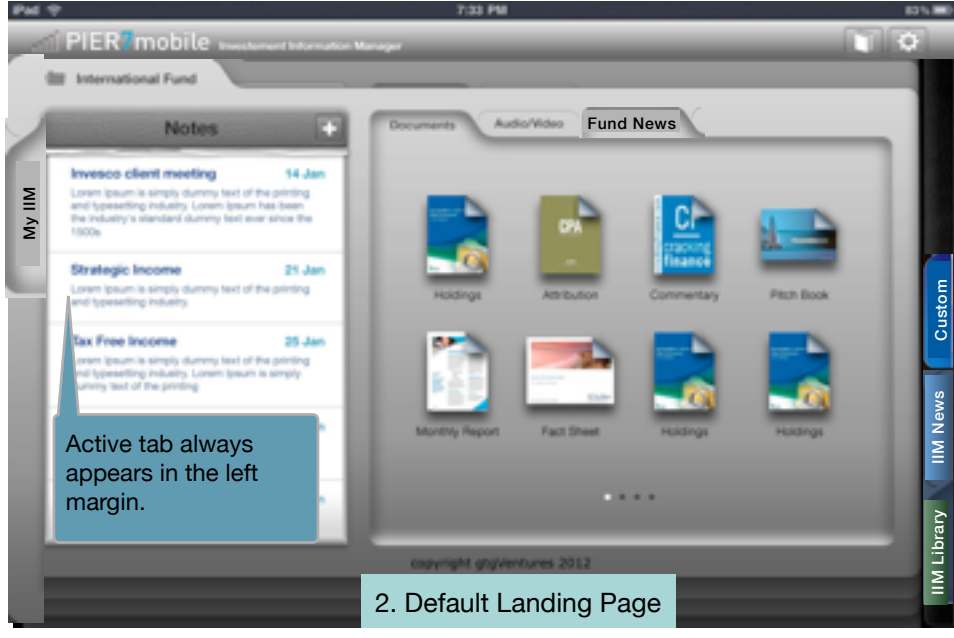 iPad 7:33 PM 83%
PIER7mobile Investement Information Manager
International Fund
Notes +
Documents Audio/Video Fund News
My IIM
Invesco client meeting 14 Jan
Lorem Ipsum is simply dummy text of the printing
and typesetting industry. Lorem Ipsum has been
the industry's standard dummy text ever since the
1500s
Strategic Income 21 Jan
Lorem Ipsum is simply dummy text of the printing
and typesetting industry.
Tax Free Income 25 Jan
Lorem Ipsum is simply dummy text of the printing
and typesetting industry. Lorem Ipsum is simply
dummy text of the printing
Active tab always
appears in the left
margin.
CPA
CI
cracking
finance
Holdings Attribution Commentary Pitch Book
Monthly Report Fact Sheet Holdings Holdings
Custom
IIM News
IIM Library
copyright gtgVentures 2012
2. Default Landing Page